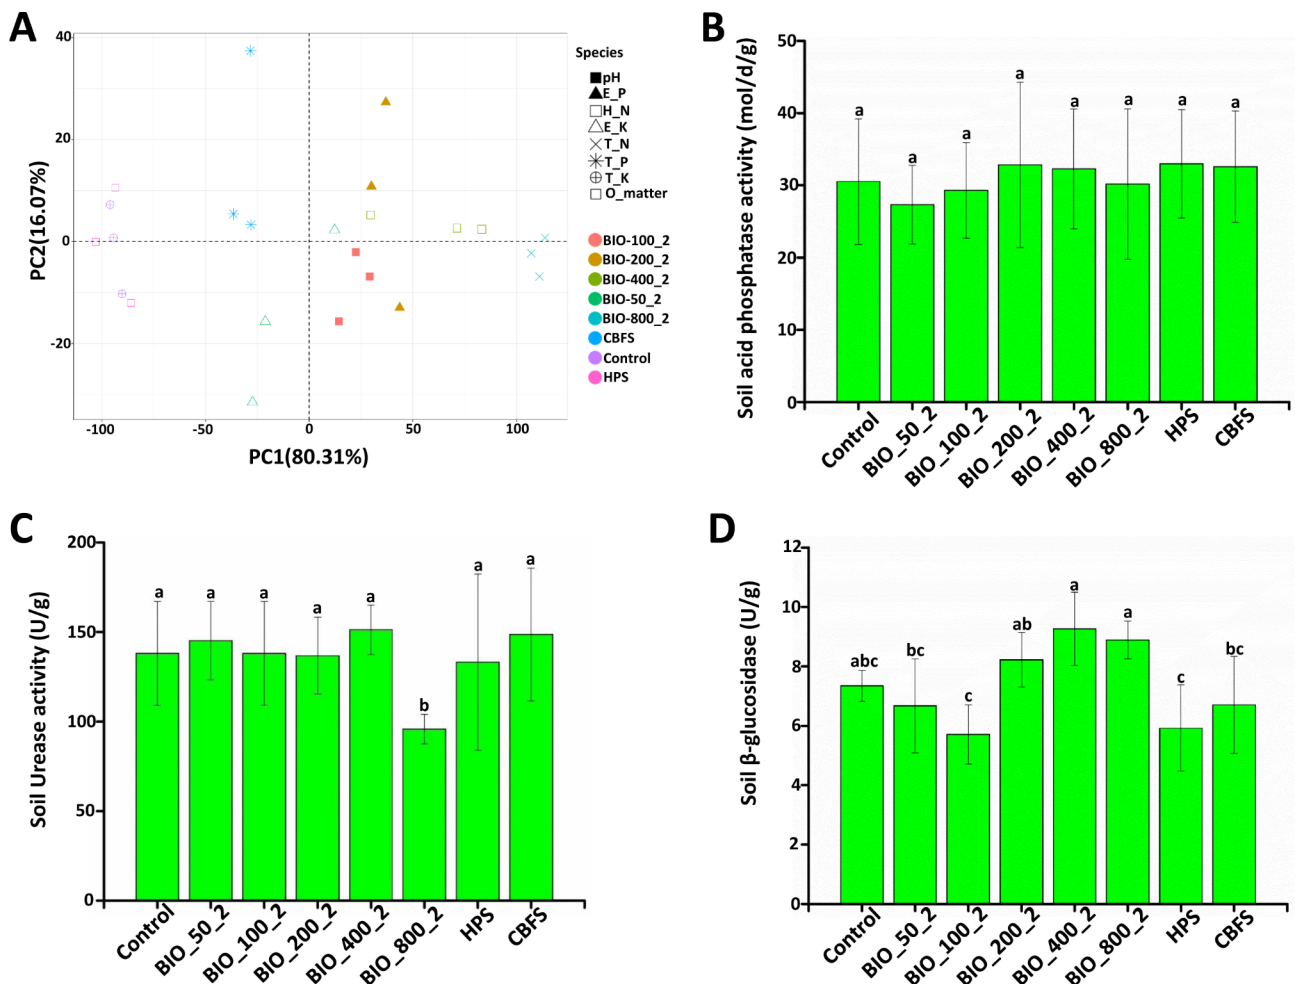 A
40
20
0
-20
PC2(16.07%)
-100
-50
0
50
100
PC1(80.31%)
Species
pH
E_P
H_N
E_K
T_N
T_P
T_K
O_matter
BIO-100_2
BIO-200_2
BIO-400_2
BIO-50_2
BIO-800_2
CBFS
Control
HPS
B
Soil acid phosphatase activity (mol/d/g)
50
40
30
20
10
0
a
a
a
a
a
a
a
a
Control
BIO_50_2
BIO_100_2
BIO_200_2
BIO_400_2
BIO_800_2
HPS
CBFS
C
Soil Urease activity (U/g)
200
150
100
50
0
a
a
a
a
a
b
a
a
Control
BIO_50_2
BIO_100_2
BIO_200_2
BIO_400_2
BIO_800_2
HPS
CBFS
D
Soil β-glucosidase (U/g)
12
10
8
6
4
2
0
abc
bc
c
ab
a
a
c
bc
Control
BIO_50_2
BIO_100_2
BIO_200_2
BIO_400_2
BIO_800_2
HPS
CBFS